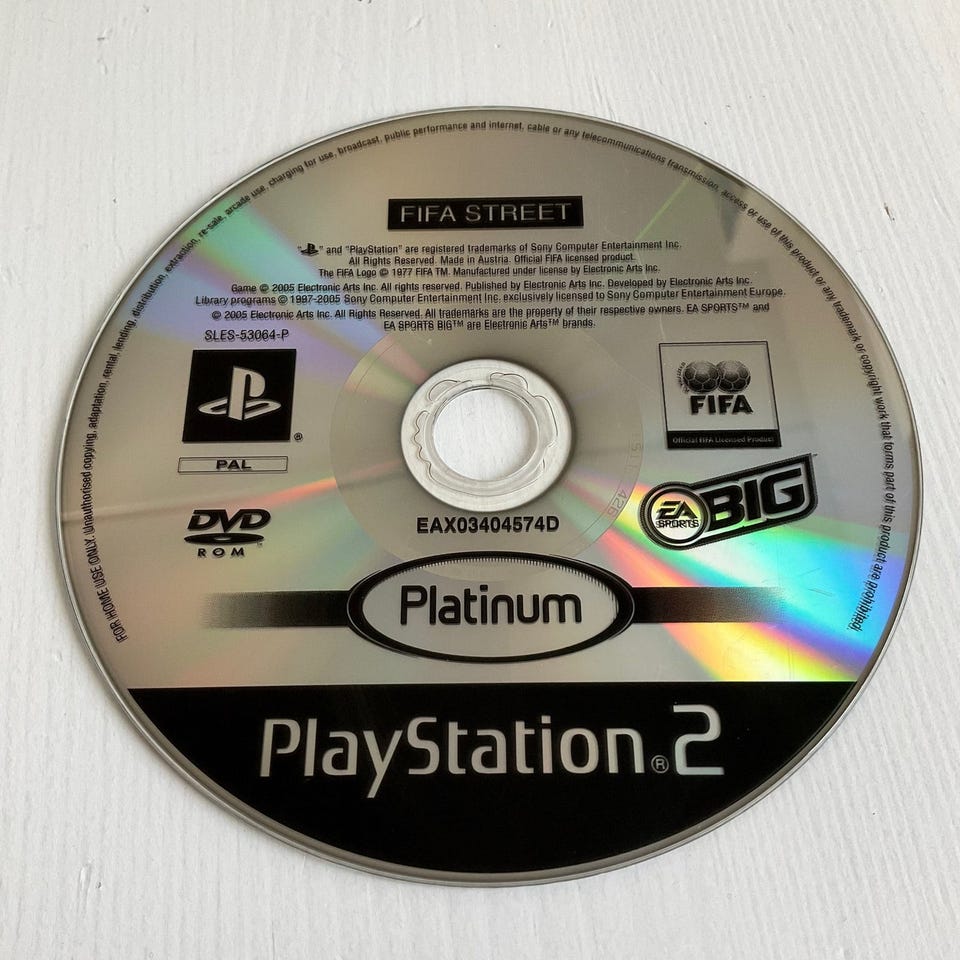 FOR HOME USE ONLY. Unauthorised copying, adaptation, rental, lending, distribution, extraction, re-sale, arcade use, charging for use, broadcast, public performance and internet, cable or any telecommunications transmission, access or use of this product or any trademark or copyright work that forms part of this product are prohibited.
FIFA STREET
" " and "PlayStation" are registered trademarks of Sony Computer Entertainment Inc.
All Rights Reserved. Made in Austria. Official FIFA licensed product.
The FIFA Logo © 1977 FIFA TM. Manufactured under license by Electronic Arts Inc.
Game © 2005 Electronic Arts Inc. All rights reserved. Published by Electronic Arts Inc. Developed by Electronic Arts Inc.
Library programs © 1997-2005 Sony Computer Entertainment Inc. exclusively licensed to Sony Computer Entertainment Europe.
© 2005 Electronic Arts Inc. All Rights Reserved. All trademarks are the property of their respective owners. EA SPORTS™ and
EA SPORTS BIG™ are Electronic Arts™ brands.
SLES-53064-P
®
PAL
DVD
ROM
FIFA
Official FIFA Licensed Product
EA
SPORTS
BIG
EAX03404574D
Platinum
PlayStation®2